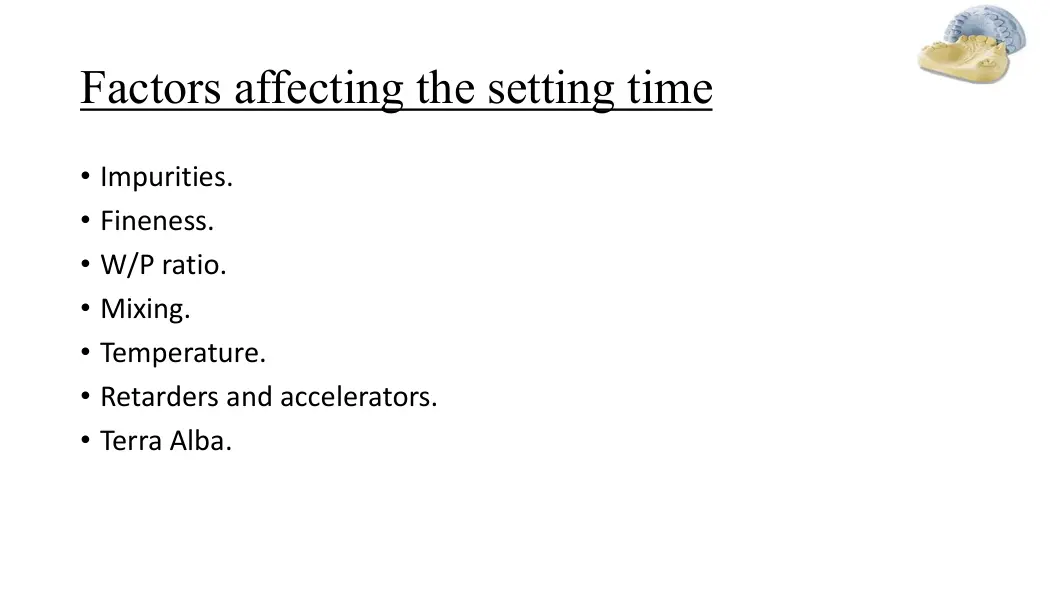 Factors affecting the setting time
• Impurities.
• Fineness.
• W/P ratio.
• Mixing.
• Temperature.
• Retarders and accelerators.
• Terra Alba.